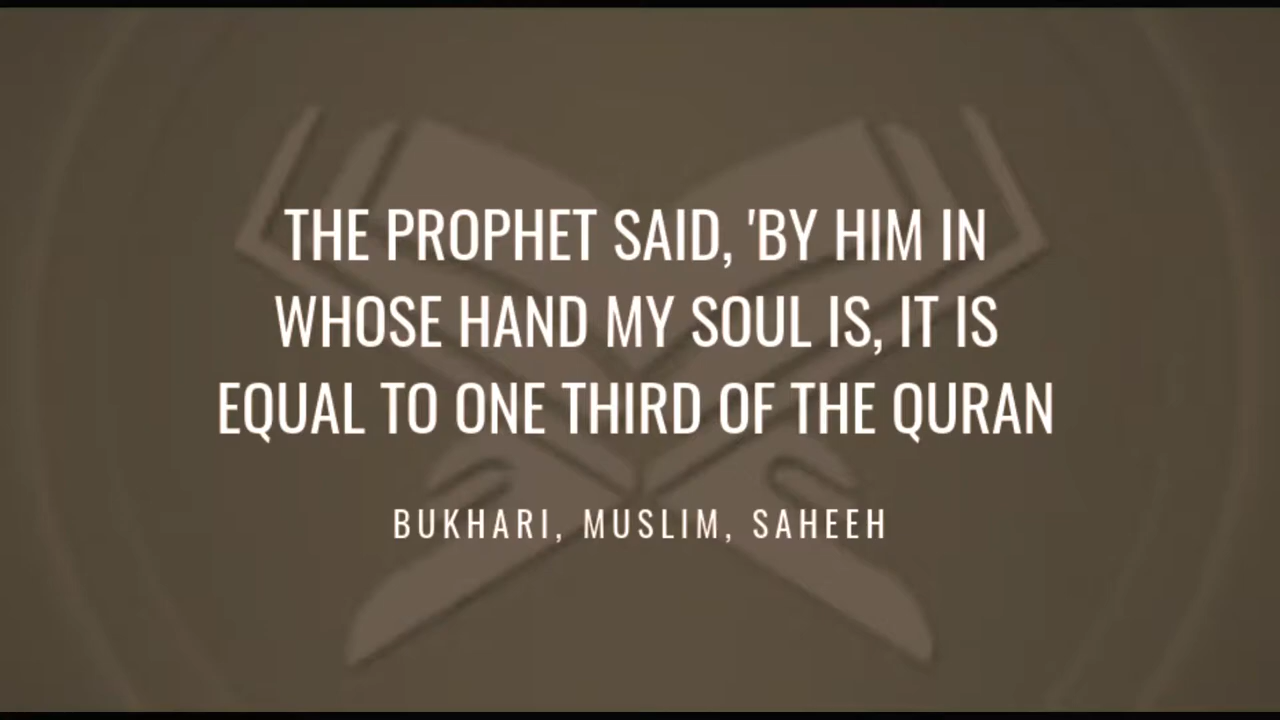 THE PROPHET SAID, 'BY HIM IN
WHOSE HAND MY SOUL IS, IT IS
EQUAL TO ONE THIRD OF THE QURAN
BUKHARI, MUSLIM, SAHEEH